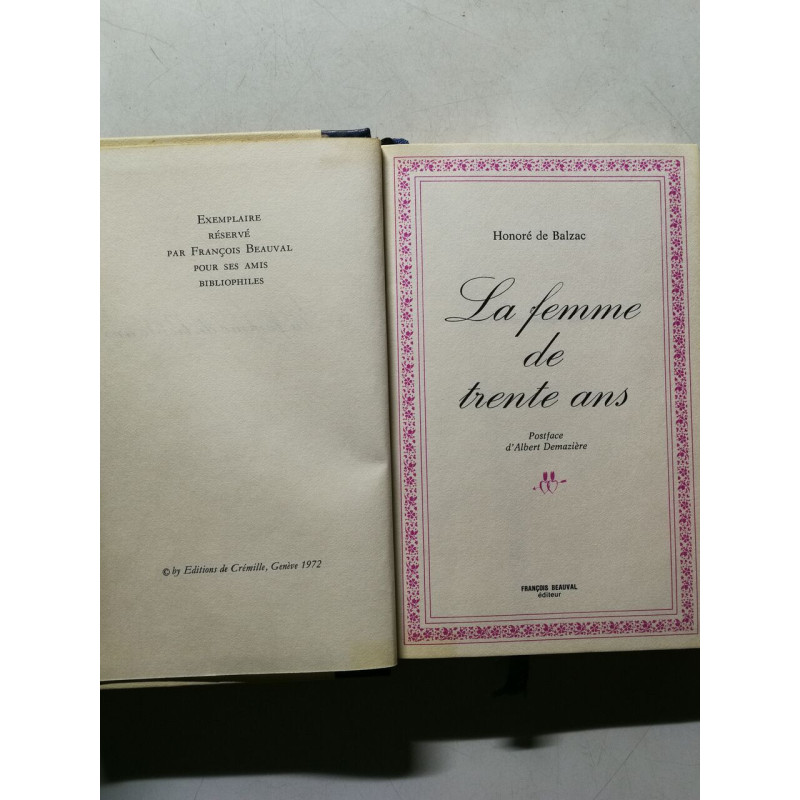 EXEMPLAIRE
RÉSERVÉ
PAR FRANÇOIS BEAUVAL
POUR SES AMIS
BIBLIOPHILES
© by Editions de Crémille, Genève 1972
Honoré de Balzac
La femme
de
trente ans
Postface
d'Albert Demazière
FRANÇOIS BEAUVAL
éditeur